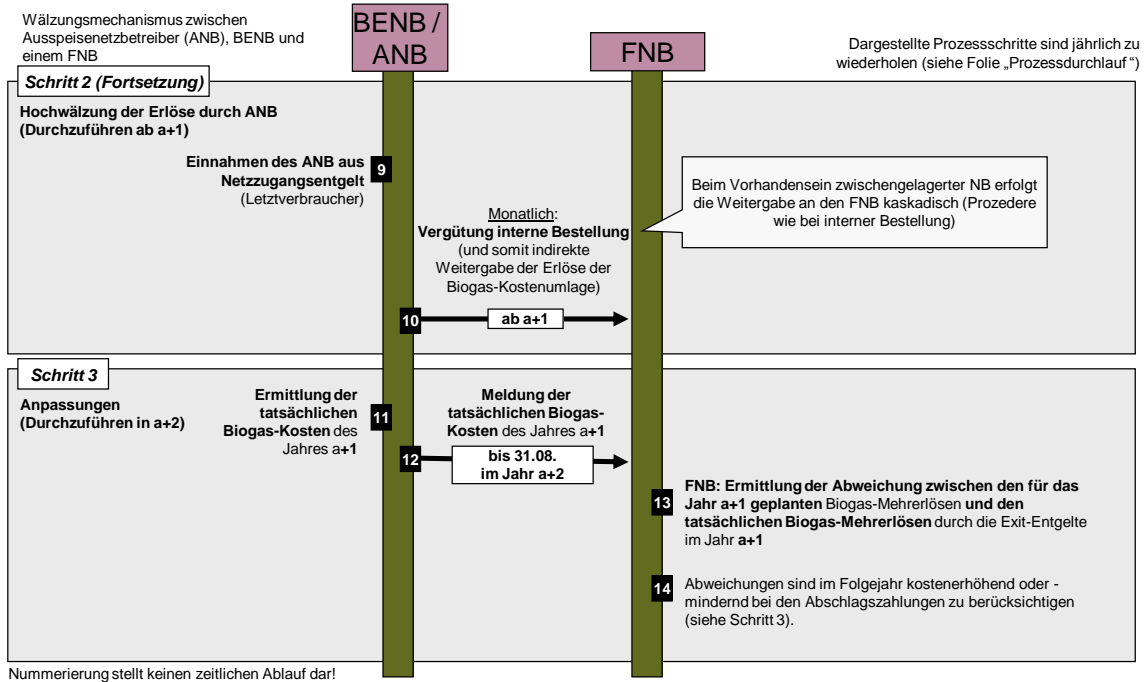 Wälzungsmechanismus zwischen
Ausspeisenetzbetreiber (ANB), BENB und
einem FNB
BENB /
ANB
FNB
Dargestellte Prozessschritte sind jährlich zu
wiederholen (siehe Folie „Prozessdurchlauf“)
Schritt 2 (Fortsetzung)
Hochwälzung der Erlöse durch ANB
(Durchzuführen ab a+1)
Einnahmen des ANB aus
Netzzugangsentgelt
(Letztverbraucher)
9
Monatlich:
Vergütung interne Bestellung
(und somit indirekte
Weitergabe der Erlöse der
Biogas-Kostenumlage)
Beim Vorhandensein zwischengelagerter NB erfolgt
die Weitergabe an den FNB kaskadisch (Prozedere
wie bei interner Bestellung)
10
ab a+1
Schritt 3
Anpassungen
(Durchzuführen in a+2)
Ermittlung der
tatsächlichen
Biogas-Kosten des
Jahres a+1
11
Meldung der
tatsächlichen Biogas-
Kosten des Jahres a+1
12
bis 31.08.
im Jahr a+2
13
FNB: Ermittlung der Abweichung zwischen den für das
Jahr a+1 geplanten Biogas-Mehrerlösen und den
tatsächlichen Biogas-Mehrerlösen durch die Exit-Entgelte
im Jahr a+1
14
Abweichungen sind im Folgejahr kostenerhöhend oder -
mindernd bei den Abschlagszahlungen zu berücksichtigen
(siehe Schritt 3).
Nummerierung stellt keinen zeitlichen Ablauf dar!